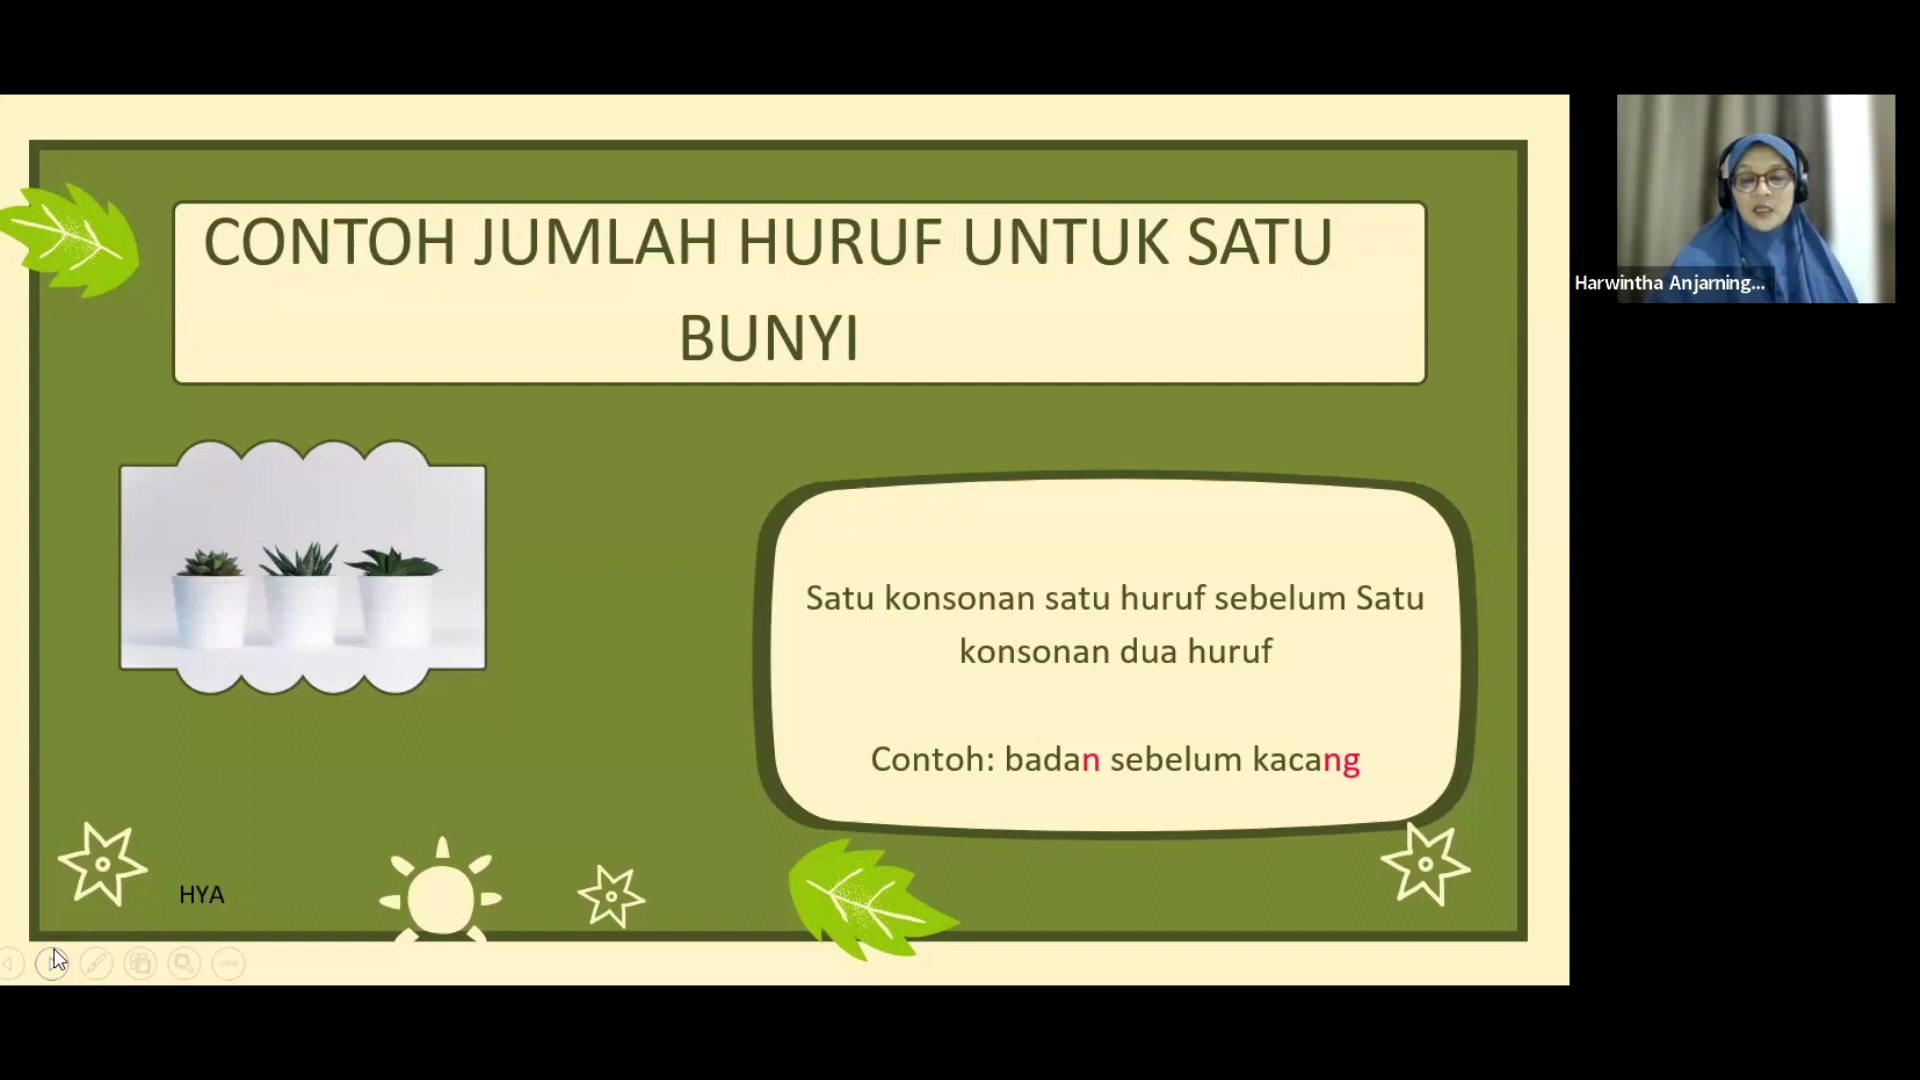 CONTOH JUMLAH HURUF UNTUK SATU
BUNYI
Satu konsonan satu huruf sebelum Satu
konsonan dua huruf
Contoh: badan sebelum kacang
HYA
Harwintha Anjarning...